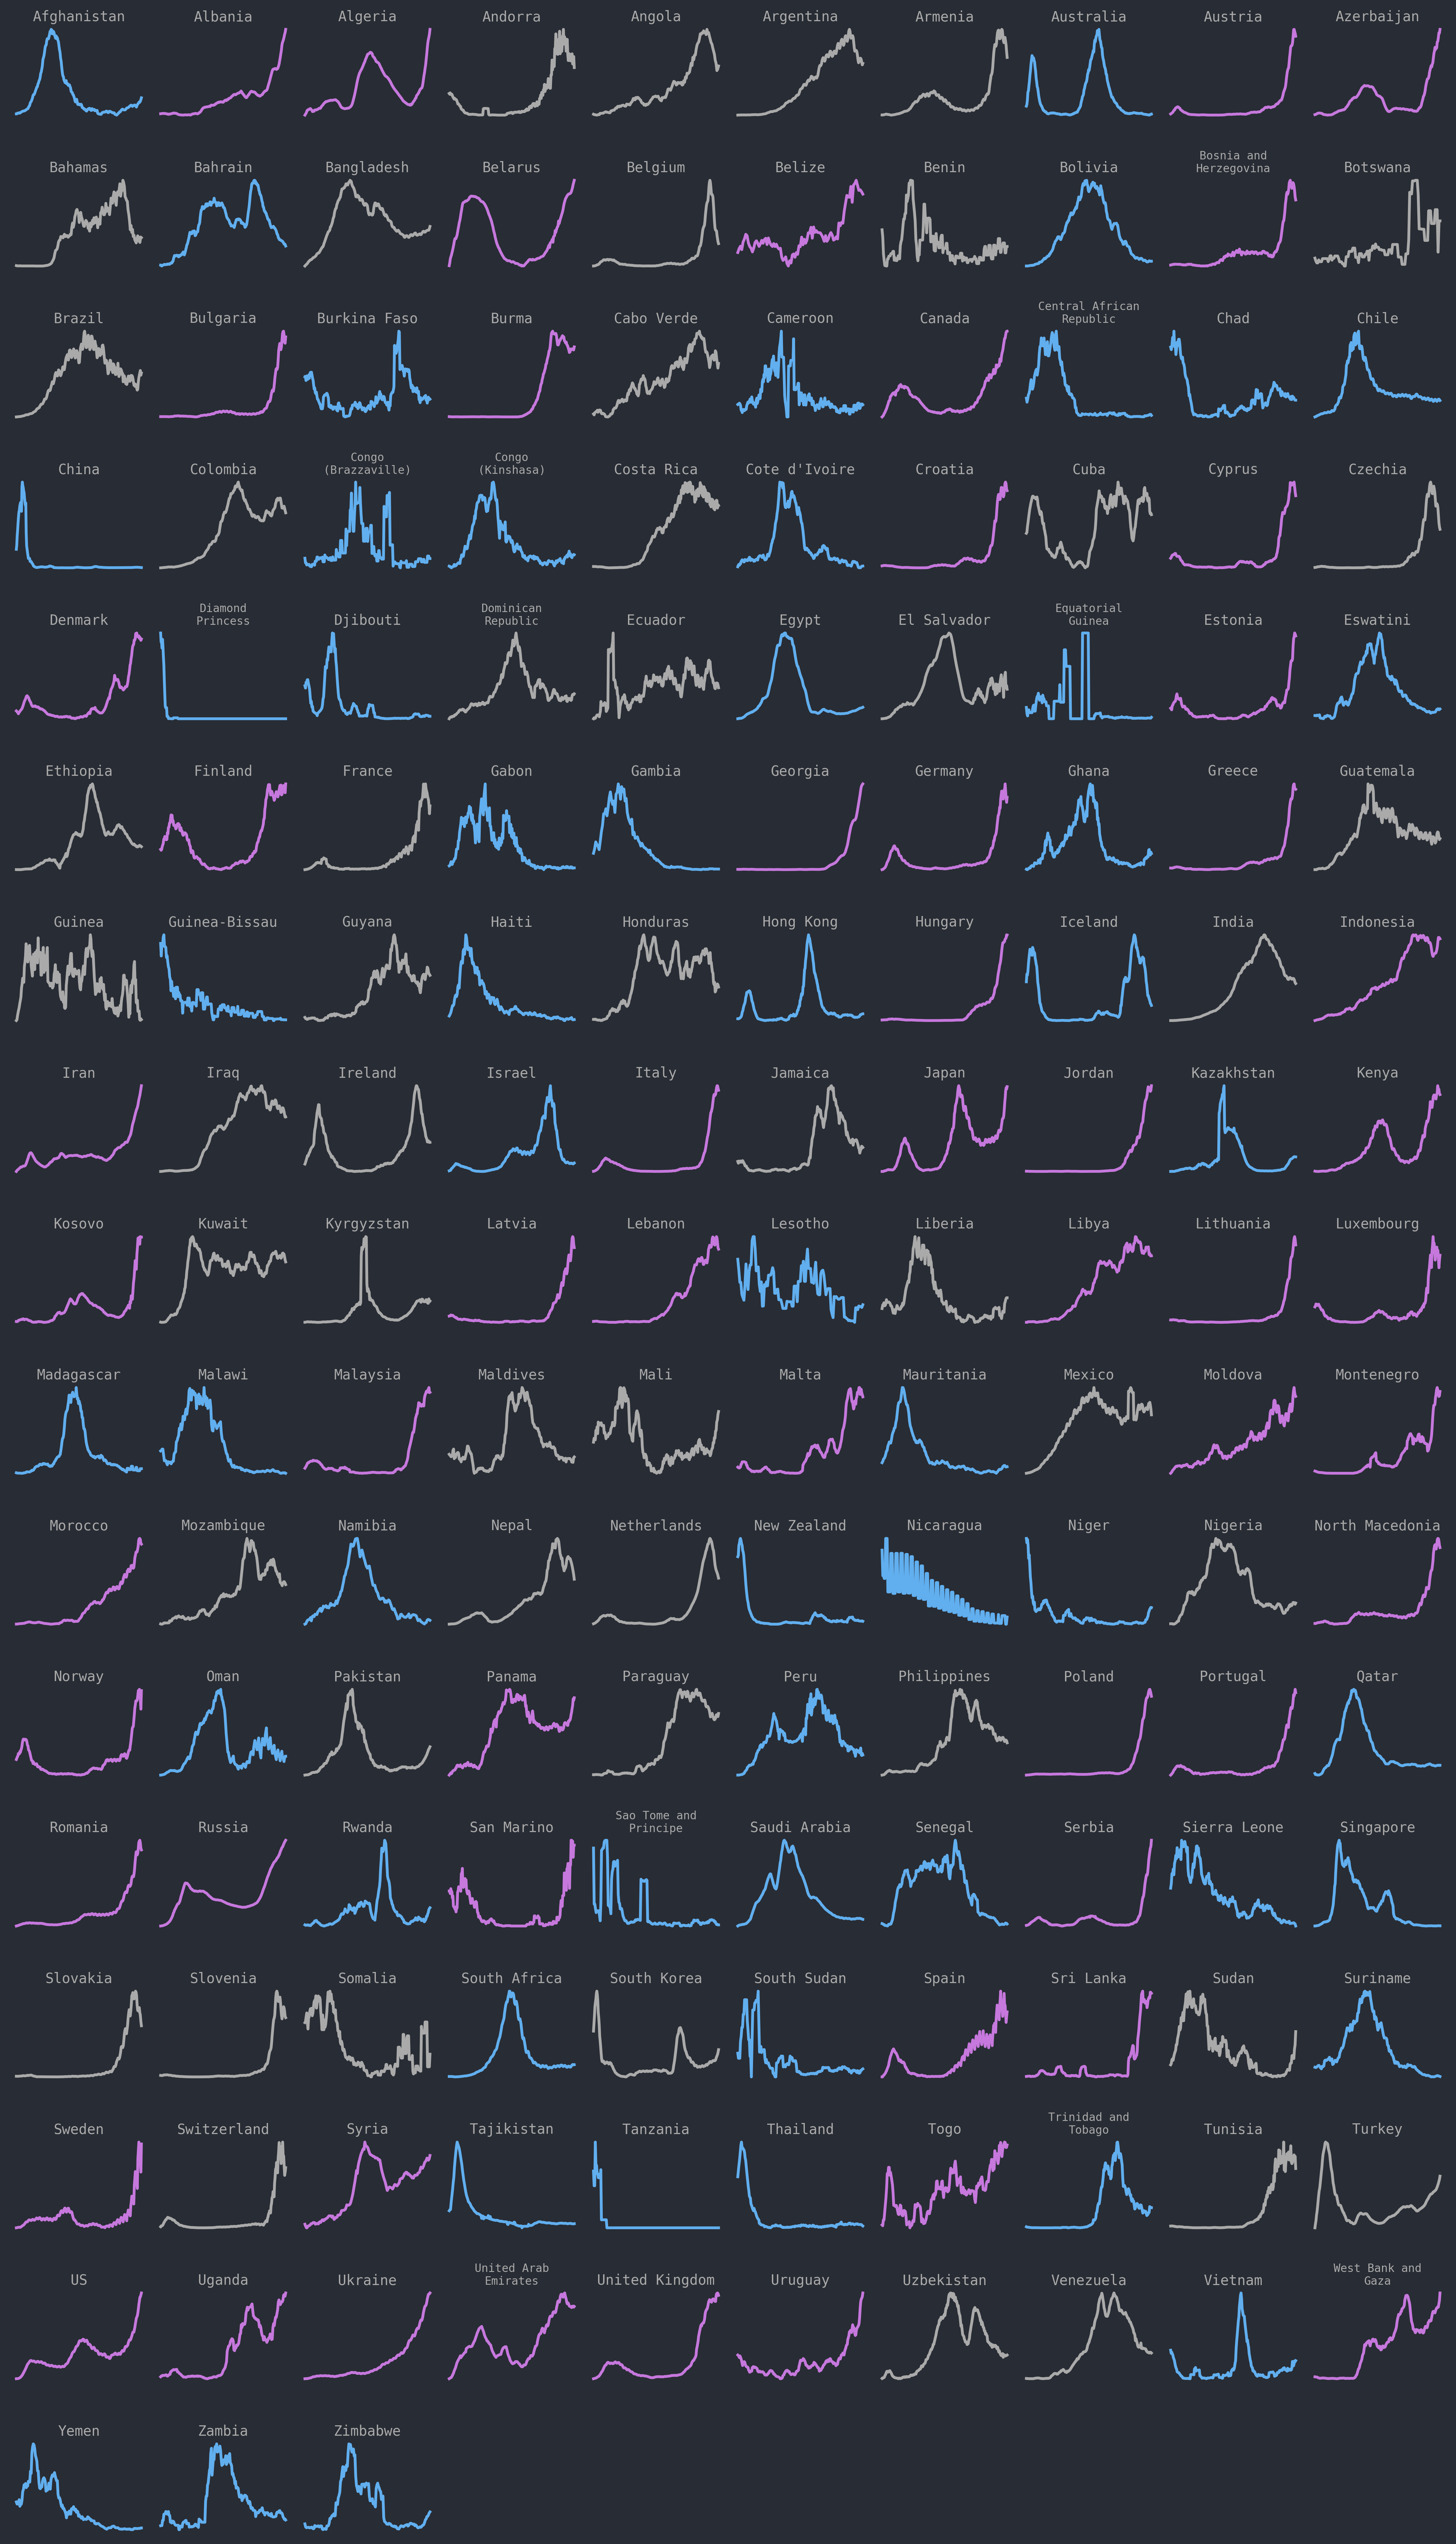 Afghanistan
Albania
Algeria
Andorra
Angola
Argentina
Armenia
Australia
Austria
Azerbaijan
Bahamas
Bahrain
Bangladesh
Belarus
Belgium
Belize
Benin
Bolivia
Bosnia and
Herzegovina
Botswana
Brazil
Bulgaria
Burkina Faso
Burma
Cabo Verde
Cameroon
Canada
Central African
Republic
Chad
Chile
China
Colombia
Congo
(Brazzaville)
Congo
(Kinshasa)
Costa Rica
Cote d'Ivoire
Croatia
Cuba
Cyprus
Czechia
Denmark
Diamond
Princess
Djibouti
Dominican
Republic
Ecuador
Egypt
El Salvador
Equatorial
Guinea
Estonia
Eswatini
Ethiopia
Finland
France
Gabon
Gambia
Georgia
Germany
Ghana
Greece
Guatemala
Guinea
Guinea-Bissau
Guyana
Haiti
Honduras
Hong Kong
Hungary
Iceland
India
Indonesia
Iran
Iraq
Ireland
Israel
Italy
Jamaica
Japan
Jordan
Kazakhstan
Kenya
Kosovo
Kuwait
Kyrgyzstan
Latvia
Lebanon
Lesotho
Liberia
Libya
Lithuania
Luxembourg
Madagascar
Malawi
Malaysia
Maldives
Mali
Malta
Mauritania
Mexico
Moldova
Montenegro
Morocco
Mozambique
Namibia
Nepal
Netherlands
New Zealand
Nicaragua
Niger
Nigeria
North Macedonia
Norway
Oman
Pakistan
Panama
Paraguay
Peru
Philippines
Poland
Portugal
Qatar
Romania
Russia
Rwanda
San Marino
Sao Tome and
Principe
Saudi Arabia
Senegal
Serbia
Sierra Leone
Singapore
Slovakia
Slovenia
Somalia
South Africa
South Korea
South Sudan
Spain
Sri Lanka
Sudan
Suriname
Sweden
Switzerland
Syria
Tajikistan
Tanzania
Thailand
Togo
Trinidad and
Tobago
Tunisia
Turkey
US
Uganda
Ukraine
United Arab
Emirates
United Kingdom
Uruguay
Uzbekistan
Venezuela
Vietnam
West Bank and
Gaza
Yemen
Zambia
Zimbabwe